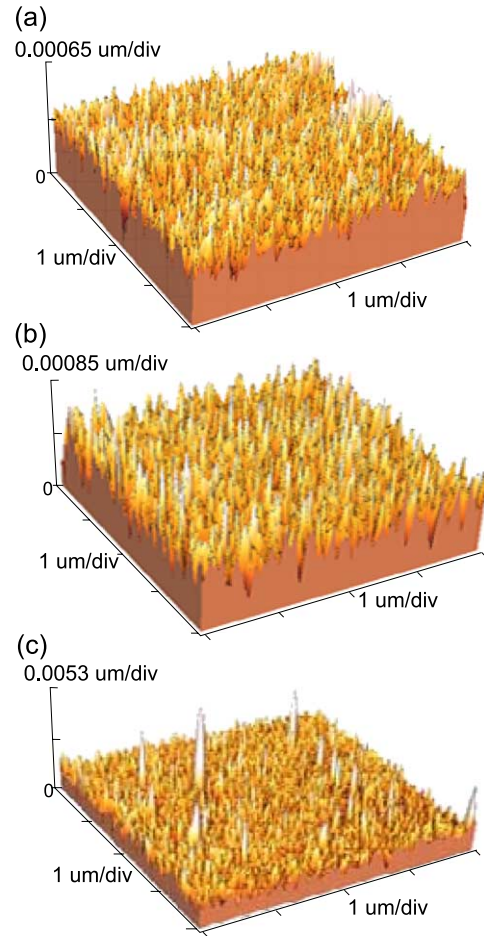 (a)
0.00065 um/div
0
1 um/div
1 um/div
(b)
0.00085 um/div
0
1 um/div
1 um/div
(c)
0.0053 um/div
0
1 um/div
1 um/div